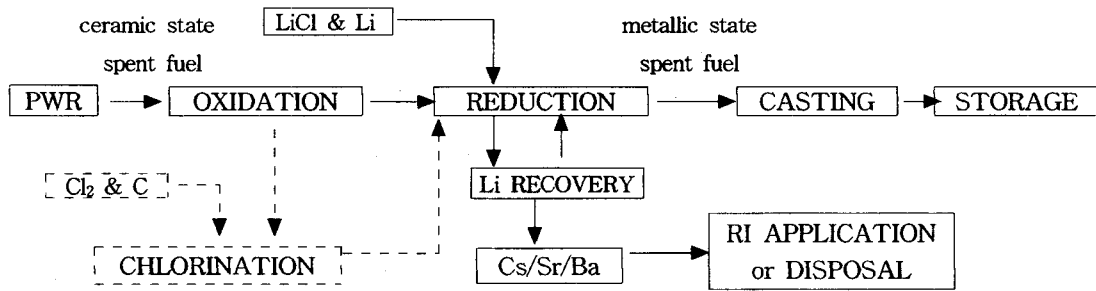 ceramic state
spent fuel
LiCl & Li
metallic state
spent fuel
PWR
OXIDATION
REDUCTION
CASTING
STORAGE
Cl₂ & C
Li RECOVERY
CHLORINATION
Cs/Sr/Ba
RI APPLICATION
or DISPOSAL